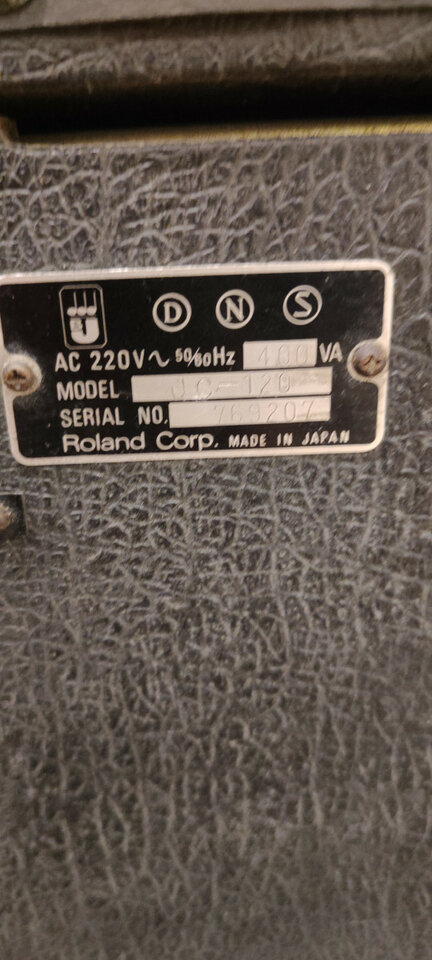 D N S
AC 220V ~ 50/60Hz 400 VA
MODEL JC-120
SERIAL NO. 769207
Roland Corp. MADE IN JAPAN